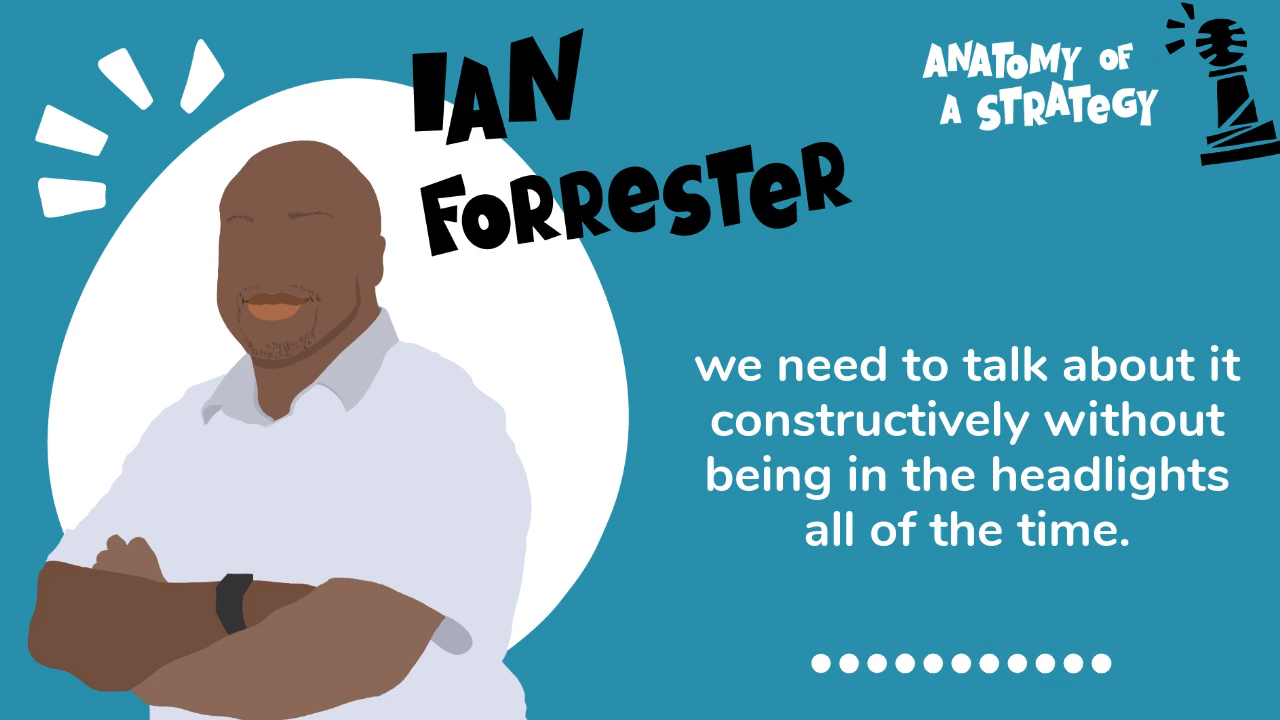 IAN
FORRESTER
ANATOMY OF
A STRATEGY
we need to talk about it
constructively without
being in the headlights
all of the time.